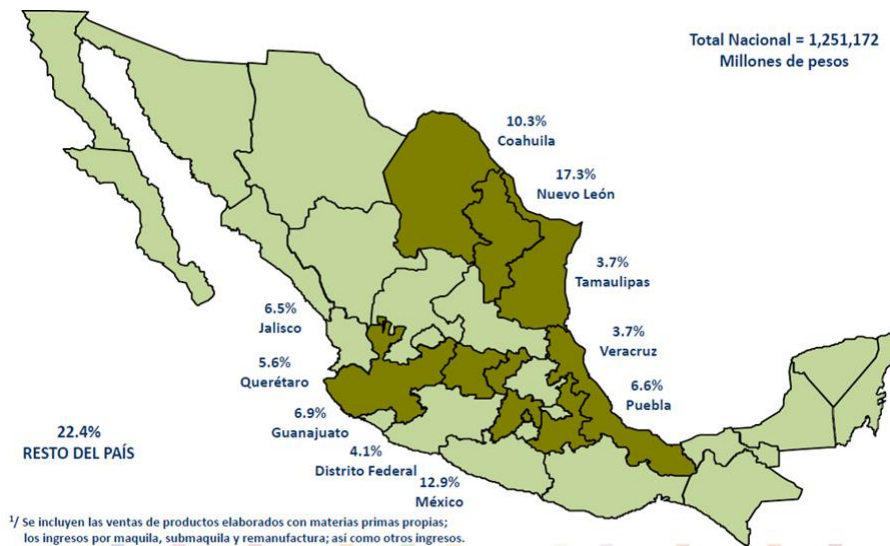 Total Nacional = 1,251,172
Millones de pesos
10.3%
Coahuila
17.3%
Nuevo León
3.7%
Tamaulipas
6.5%
Jalisco
3.7%
Veracruz
5.6%
Querétaro
6.6%
Puebla
6.9%
Guanajuato
22.4%
RESTO DEL PAÍS
4.1%
Distrito Federal
12.9%
México
1/ Se incluyen las ventas de productos elaborados con materias primas propias;
los ingresos por maquila, submaquila y remanufactura; así como otros ingresos.